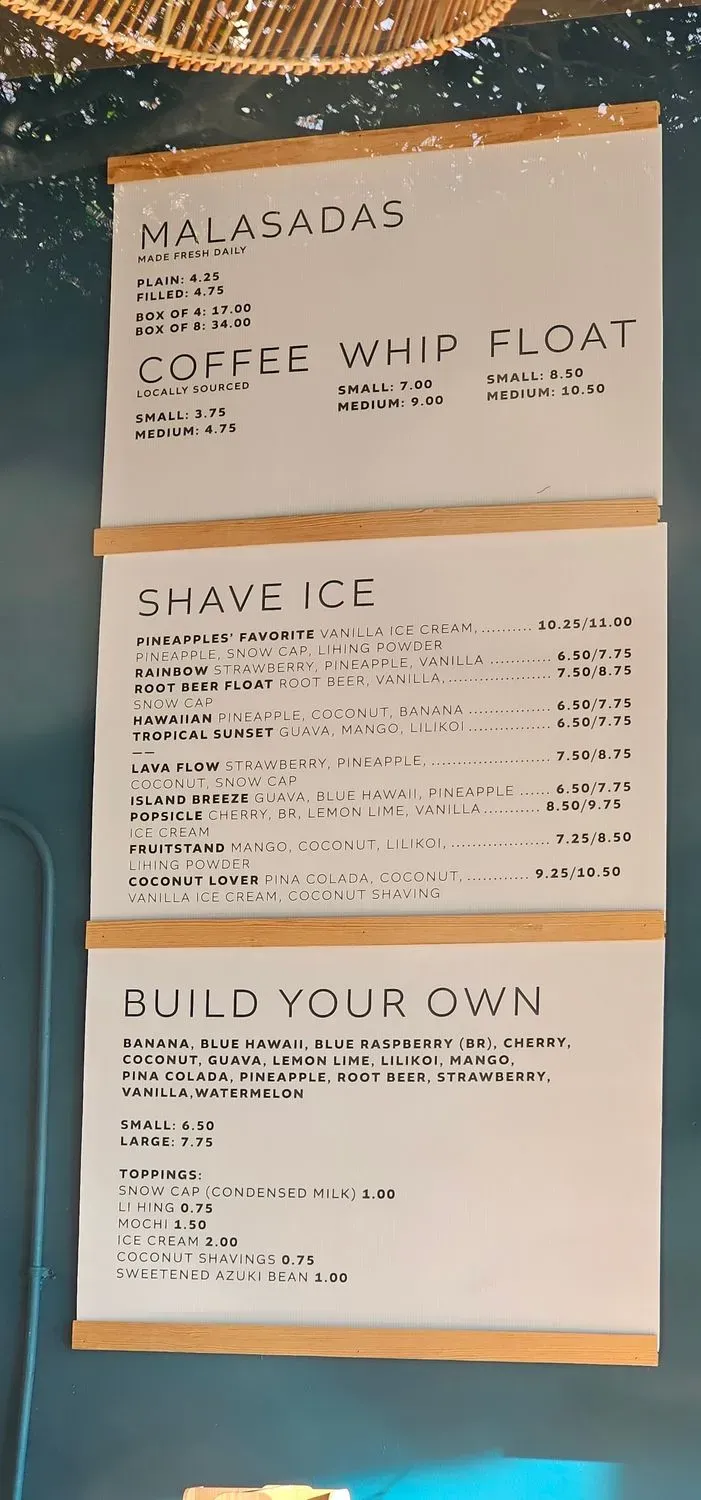 MALASADAS
MADE FRESH DAILY
PLAIN: 4.25
FILLED: 4.75
BOX OF 4: 17.00
BOX OF 8: 34.00
COFFEE
LOCALLY SOURCED
SMALL: 3.75
MEDIUM: 4.75
WHIP
SMALL: 7.00
MEDIUM: 9.00
FLOAT
SMALL: 8.50
MEDIUM: 10.50
SHAVE ICE
PINEAPPLES' FAVORITE VANILLA ICE CREAM, .......... 10.25/11.00
PINEAPPLE, SNOW CAP, LIHING POWDER
RAINBOW STRAWBERRY, PINEAPPLE, VANILLA ............ 6.50/7.75
ROOT BEER FLOAT ROOT BEER, VANILLA, .................... 7.50/8.75
SNOW CAP
HAWAIIAN PINEAPPLE, COCONUT, BANANA ................ 6.50/7.75
TROPICAL SUNSET GUAVA, MANGO, LILIKOI ................ 6.50/7.75
——
LAVA FLOW STRAWBERRY, PINEAPPLE, ........................ 7.50/8.75
COCONUT, SNOW CAP
ISLAND BREEZE GUAVA, BLUE HAWAII, PINEAPPLE ...... 6.50/7.75
POPSICLE CHERRY, BR, LEMON LIME, VANILLA ........... 8.50/9.75
ICE CREAM
FRUITSTAND MANGO, COCONUT, LILIKOI, .................... 7.25/8.50
LIHING POWDER
COCONUT LOVER PINA COLADA, COCONUT, ............ 9.25/10.50
VANILLA ICE CREAM, COCONUT SHAVING
BUILD YOUR OWN
BANANA, BLUE HAWAII, BLUE RASPBERRY (BR), CHERRY,
COCONUT, GUAVA, LEMON LIME, LILIKOI, MANGO,
PINA COLADA, PINEAPPLE, ROOT BEER, STRAWBERRY,
VANILLA,WATERMELON
SMALL: 6.50
LARGE: 7.75
TOPPINGS:
SNOW CAP (CONDENSED MILK) 1.00
LI HING 0.75
MOCHI 1.50
ICE CREAM 2.00
COCONUT SHAVINGS 0.75
SWEETENED AZUKI BEAN 1.00